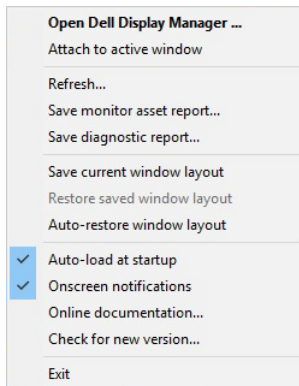 Open Dell Display Manager ...
Attach to active window
Refresh...
Save monitor asset report...
Save diagnostic report...
Save current window layout
Restore saved window layout
Auto-restore window layout
Auto-load at startup
Onscreen notifications
Online documentation...
Check for new version...
Exit